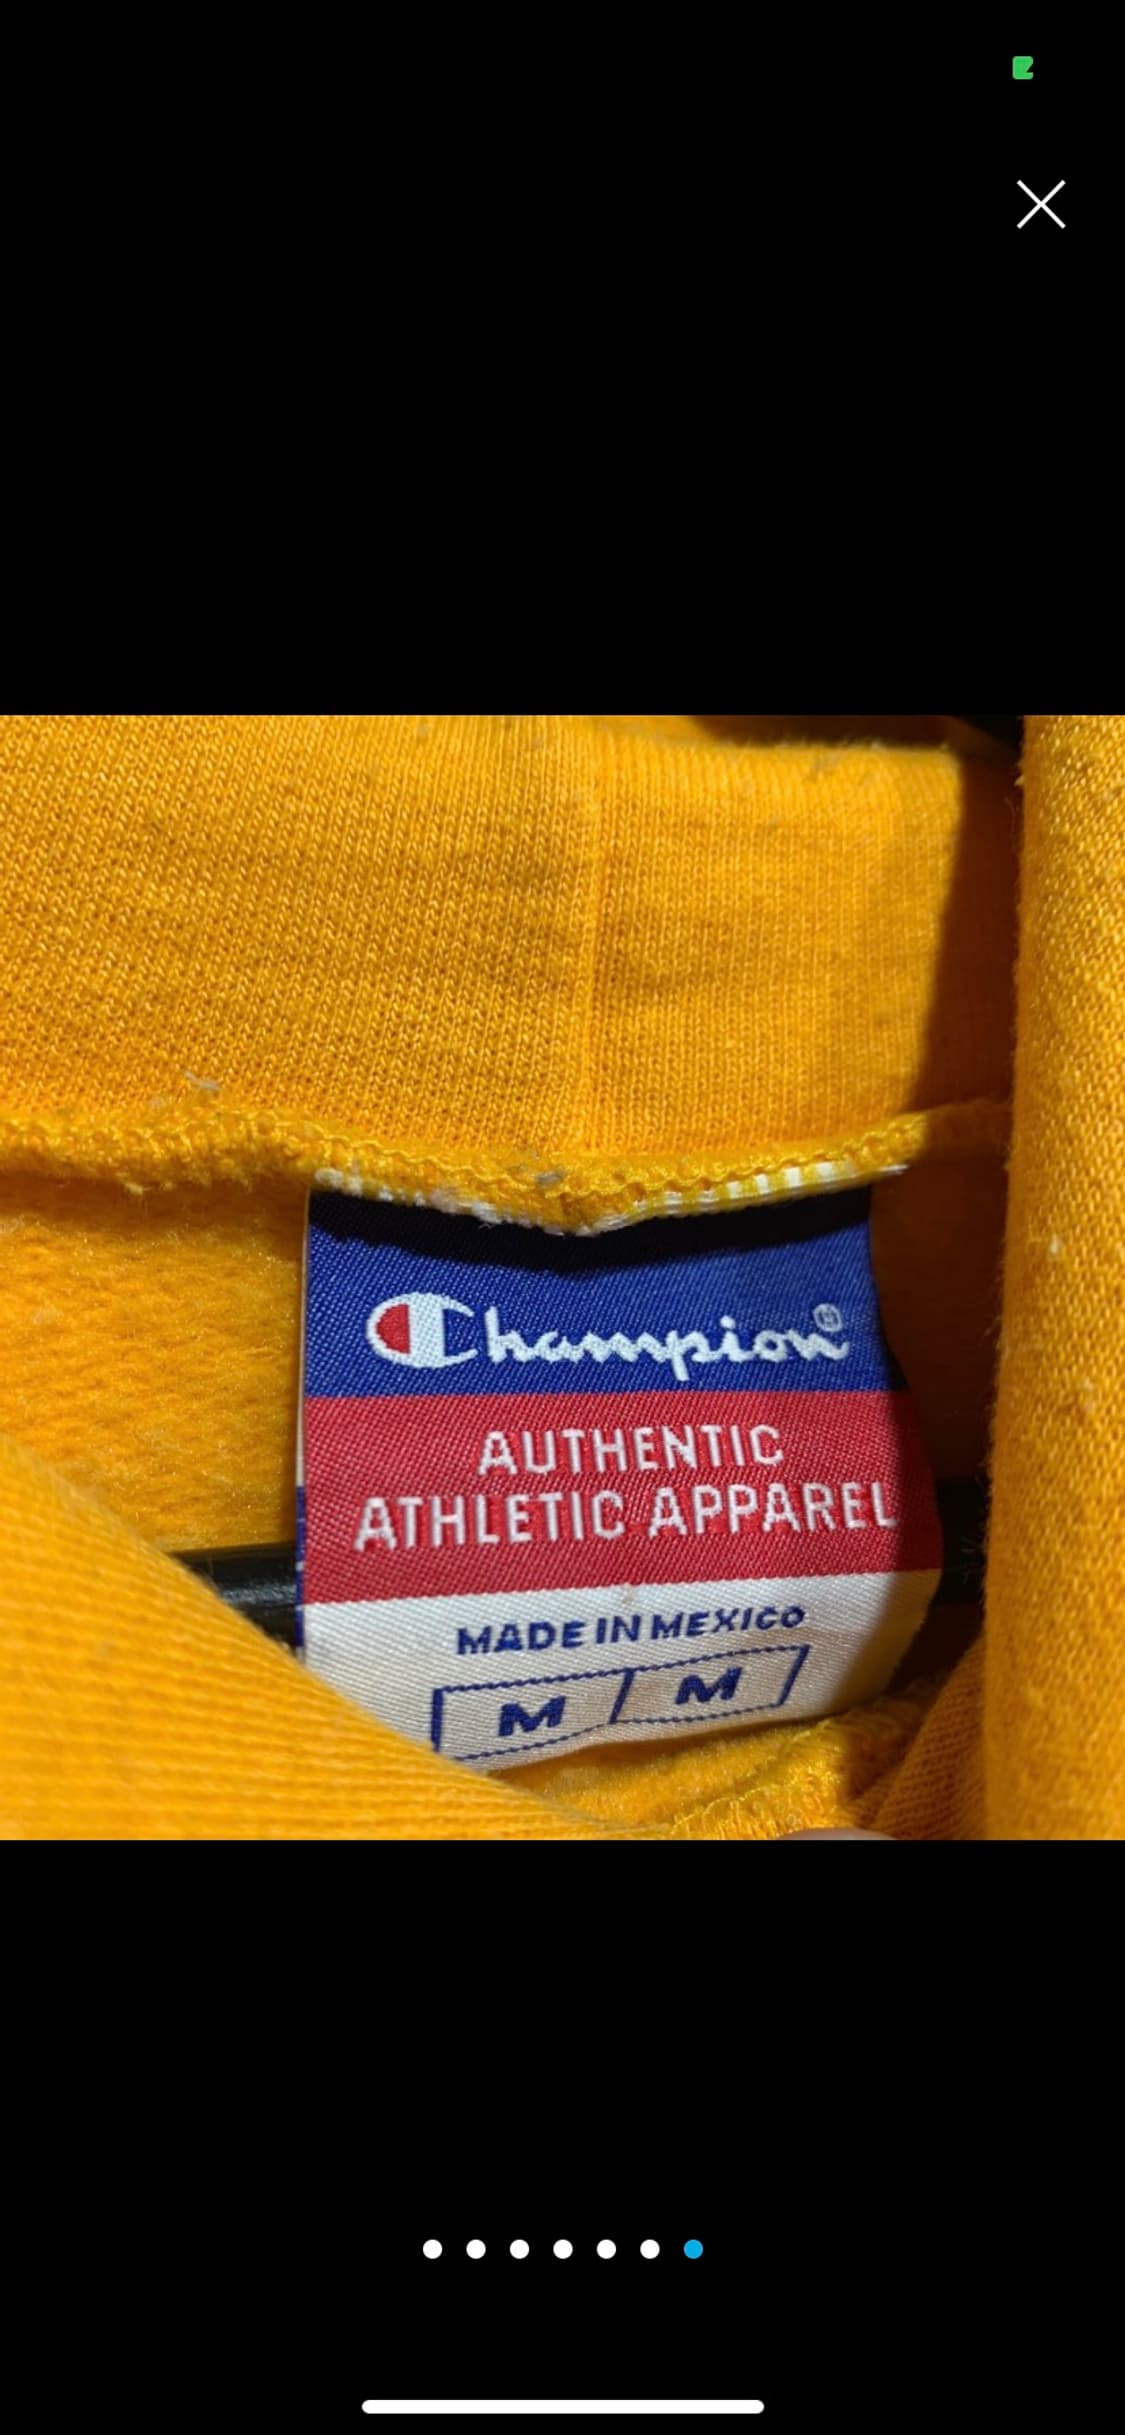 Champion®
AUTHENTIC
ATHLETIC APPAREL
MADE IN MEXICO
M / M